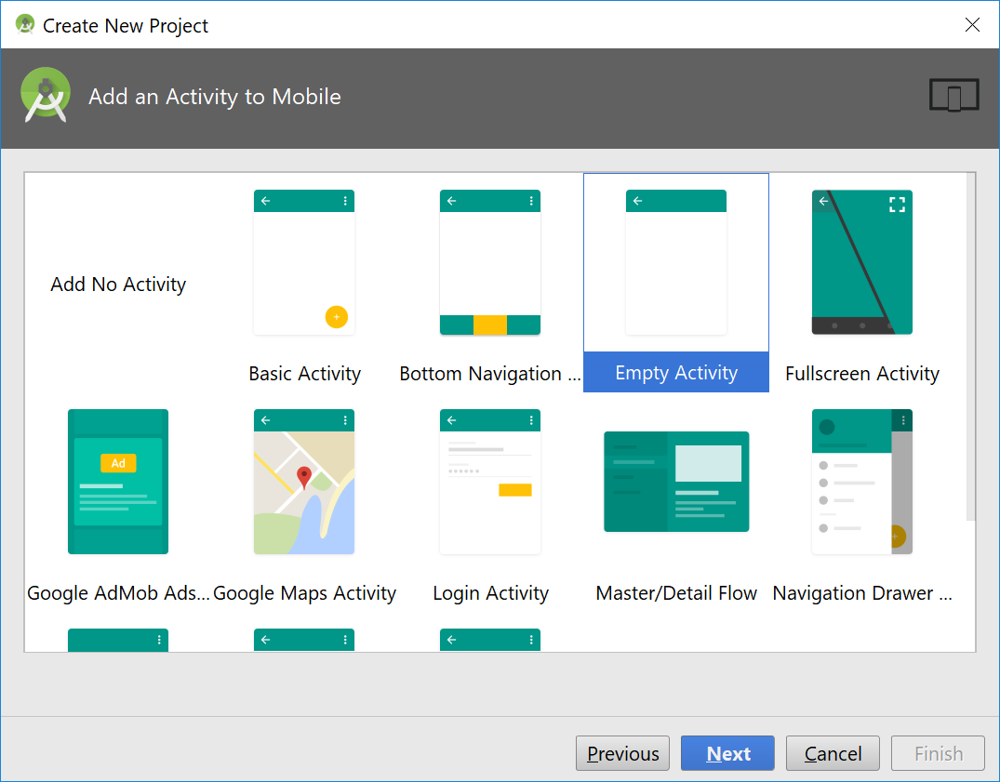 Create New Project
Add an Activity to Mobile
Add No Activity
Basic Activity
Bottom Navigation ...
Empty Activity
Fullscreen Activity
Ad
Google AdMob Ads...
Google Maps Activity
Login Activity
Master/Detail Flow
Navigation Drawer ...
Previous
Next
Cancel
Finish